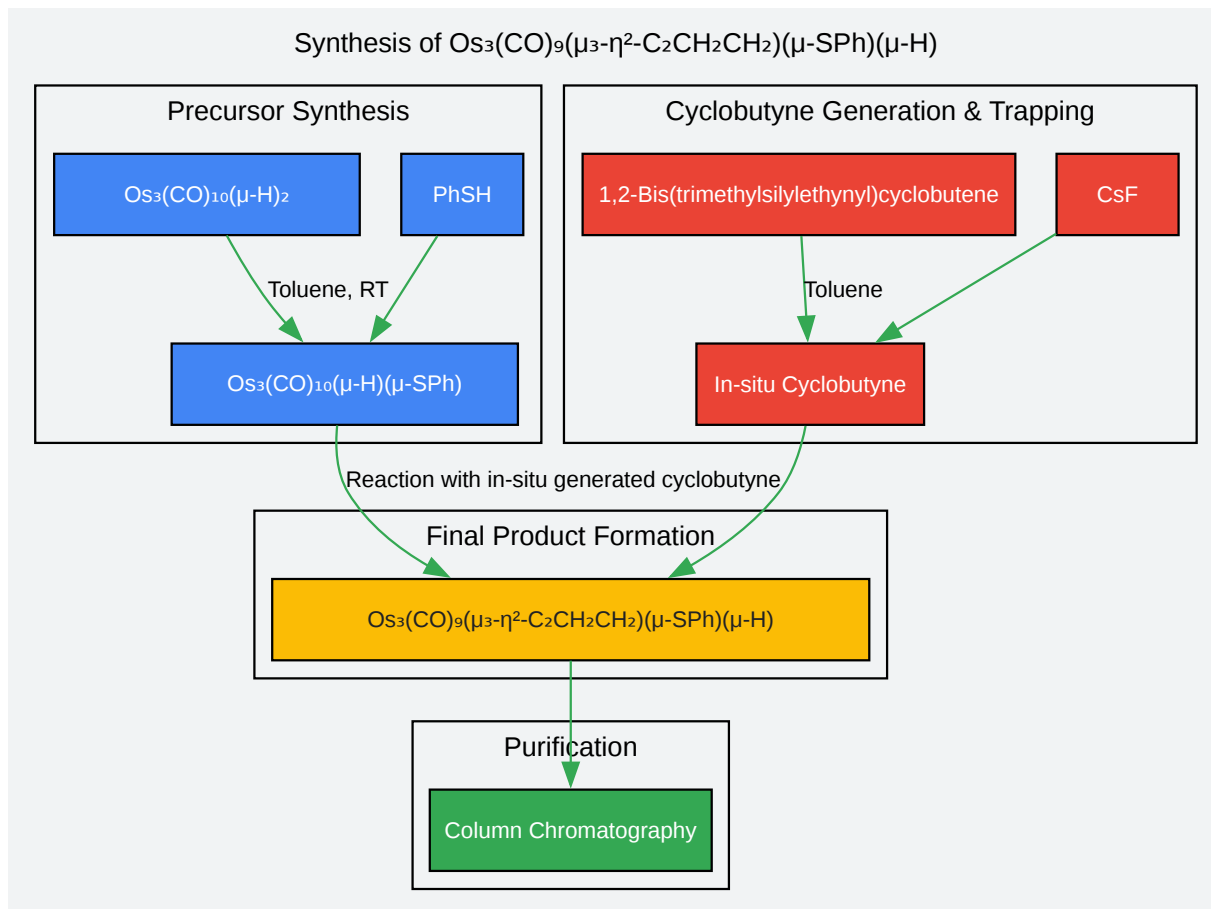 Synthesis of Os₃(CO)₉(μ₃-η²-C₂CH₂CH₂)(μ-SPh)(μ-H)
Precursor Synthesis
Os₃(CO)₁₀(μ-H)₂
PhSH
Toluene, RT
Os₃(CO)₁₀(μ-H)(μ-SPh)
Cyclobutyne Generation & Trapping
1,2-Bis(trimethylsilylethynyl)cyclobutene
CsF
Toluene
In-situ Cyclobutyne
Reaction with in-situ generated cyclobutyne
Final Product Formation
Os₃(CO)₉(μ₃-η²-C₂CH₂CH₂)(μ-SPh)(μ-H)
Purification
Column Chromatography